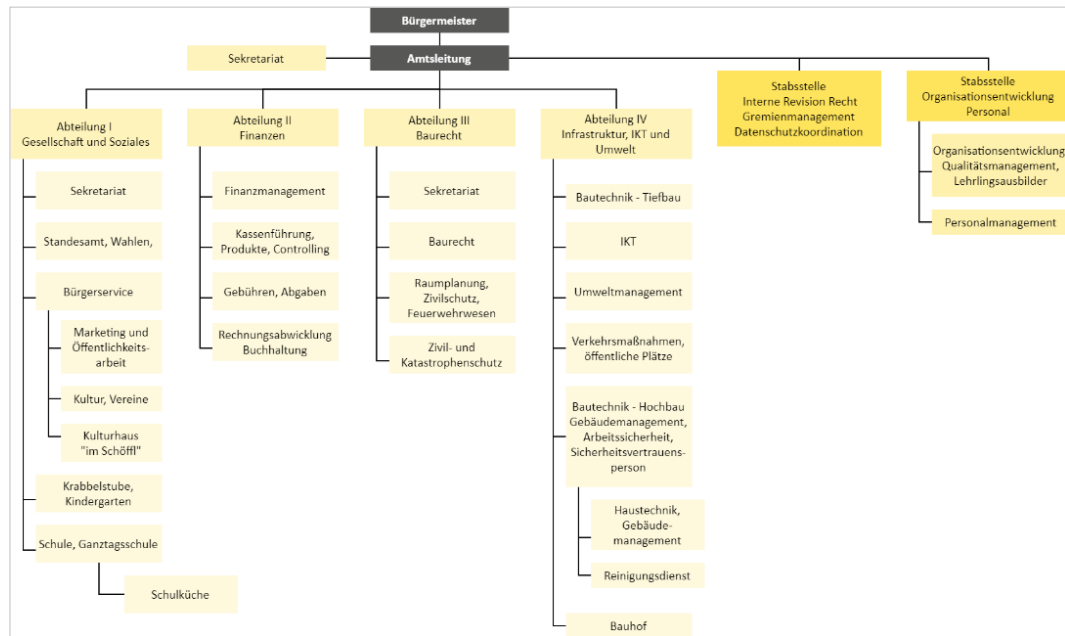 Bürgermeister
Sekretariat
Amtsleitung
Stabsstelle
Interne Revision Recht
Gremienmanagement
Datenschutzkoordination
Stabsstelle
Organisationsentwicklung
Personal
Organisationsentwicklung,
Qualitätsmanagement,
Lehrlingsausbilder
Personalmanagement
Abteilung I
Gesellschaft und Soziales
Sekretariat
Standesamt, Wahlen,
Bürgerservice
Marketing und
Öffentlichkeits-
arbeit
Kultur, Vereine
Kulturhaus
"im Schöffl"
Krabbelstube,
Kindergarten
Schule, Ganztagsschule
Schulküche
Abteilung II
Finanzen
Finanzmanagement
Kassenführung,
Produkte, Controlling
Gebühren, Abgaben
Rechnungsabwicklung
Buchhaltung
Abteilung III
Baurecht
Sekretariat
Baurecht
Raumplanung,
Zivilschutz,
Feuerwehrwesen
Zivil- und
Katastrophenschutz
Abteilung IV
Infrastruktur, IKT und
Umwelt
Bautechnik - Tiefbau
IKT
Umweltmanagement
Verkehrsmaßnahmen,
öffentliche Plätze
Bautechnik - Hochbau
Gebäudemanagement,
Arbeitssicherheit,
Sicherheitsvertrauens-
person
Haustechnik,
Gebäude-
management
Reinigungsdienst
Bauhof